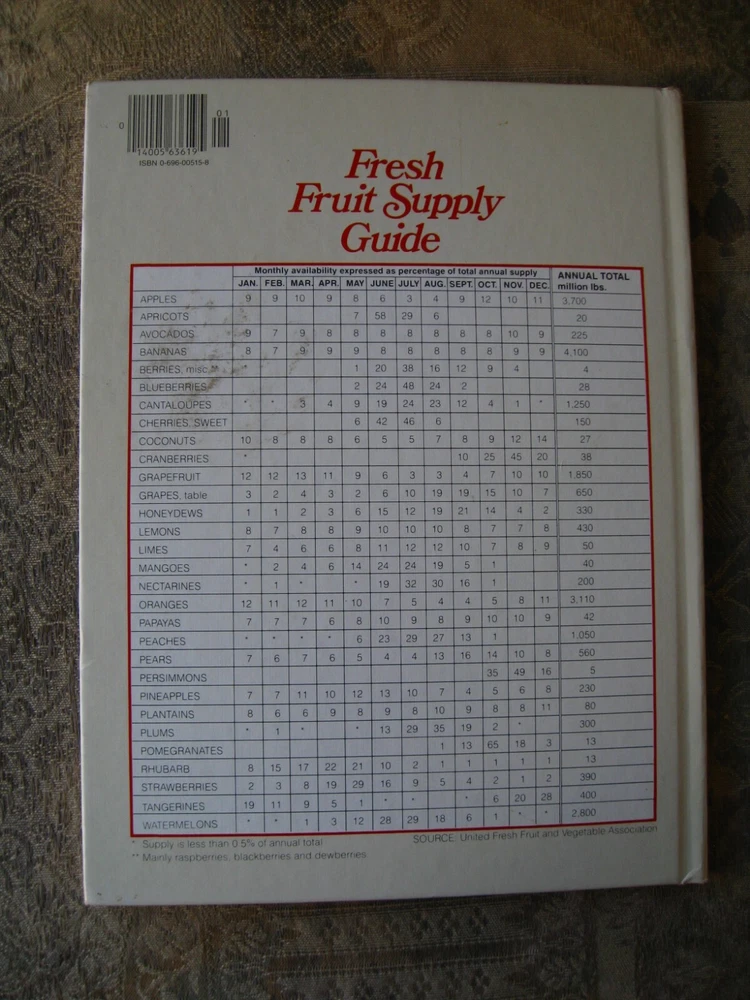 01
0
14005 63619
ISBN 0-696-00515-8
Fresh
Fruit Supply
Guide
Monthly availability expressed as percentage of total annual supply ANNUAL TOTAL
JAN. FEB. MAR. APR. MAY JUNE JULY AUG. SEPT. OCT. NOV. DEC. million lbs.
APPLES 9 9 10 9 8 6 3 4 9 12 10 11 3,700
APRICOTS 7 58 29 6 20
AVOCADOS 9 7 9 8 8 8 8 8 8 8 10 9 225
BANANAS 8 7 9 9 9 8 8 8 8 8 9 9 4,100
BERRIES, misc.** * 1 20 38 16 12 9 4 4
BLUEBERRIES 2 24 48 24 2 28
CANTALOUPES * * 3 4 9 19 24 23 12 4 1 * 1,250
CHERRIES, SWEET 6 42 46 6 150
COCONUTS 10 8 8 8 6 5 5 7 8 9 12 14 27
CRANBERRIES * 10 25 45 20 38
GRAPEFRUIT 12 12 13 11 9 6 3 3 4 7 10 10 1,850
GRAPES, table 3 2 4 3 2 6 10 19 19 15 10 7 650
HONEYDEWS 1 1 2 3 6 15 12 19 21 14 4 2 330
LEMONS 8 7 8 8 9 10 10 10 8 7 7 8 430
LIMES 7 4 6 6 8 11 12 12 10 7 8 9 50
MANGOES * 2 4 6 14 24 24 19 5 1 40
NECTARINES * 1 * * 19 32 30 16 1 200
ORANGES 12 11 12 11 10 7 5 4 4 5 8 11 3,110
PAPAYAS 7 7 7 6 8 10 9 8 9 10 10 9 42
PEACHES * * * * 6 23 29 27 13 1 1,050
PEARS 7 6 7 6 5 4 4 13 16 14 10 8 560
PERSIMMONS 35 49 16 5
PINEAPPLES 7 7 11 10 12 13 10 7 4 5 6 8 230
PLANTAINS 8 6 6 9 8 9 8 10 9 8 8 11 80
PLUMS * 1 * * 13 29 35 19 2 * 300
POMEGRANATES 1 13 65 18 3 13
RHUBARB 8 15 17 22 21 10 2 1 1 1 1 1 13
STRAWBERRIES 2 3 8 19 29 16 9 5 4 2 1 2 390
TANGERINES 19 11 9 5 1 * * * 6 20 28 400
WATERMELONS * * 1 3 12 28 29 18 6 1 * * 2,800
* Supply is less than 0.5% of annual total SOURCE: United Fresh Fruit and Vegetable Association
** Mainly raspberries, blackberries and dewberries